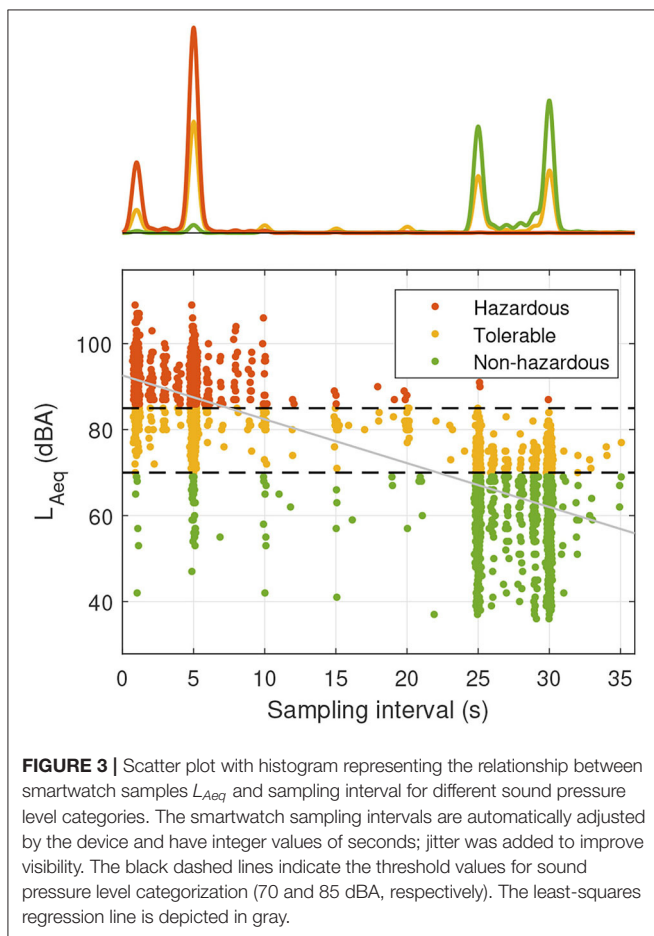 Hazardous
Tolerable
Non-hazardous
100
80
60
40
L_Aeq (dBA)
0 5 10 15 20 25 30 35
Sampling interval (s)
FIGURE 3 | Scatter plot with histogram representing the relationship between
smartwatch samples L_Aeq and sampling interval for different sound pressure
level categories. The smartwatch sampling intervals are automatically adjusted
by the device and have integer values of seconds; jitter was added to improve
visibility. The black dashed lines indicate the threshold values for sound
pressure level categorization (70 and 85 dBA, respectively). The least-squares
regression line is depicted in gray.